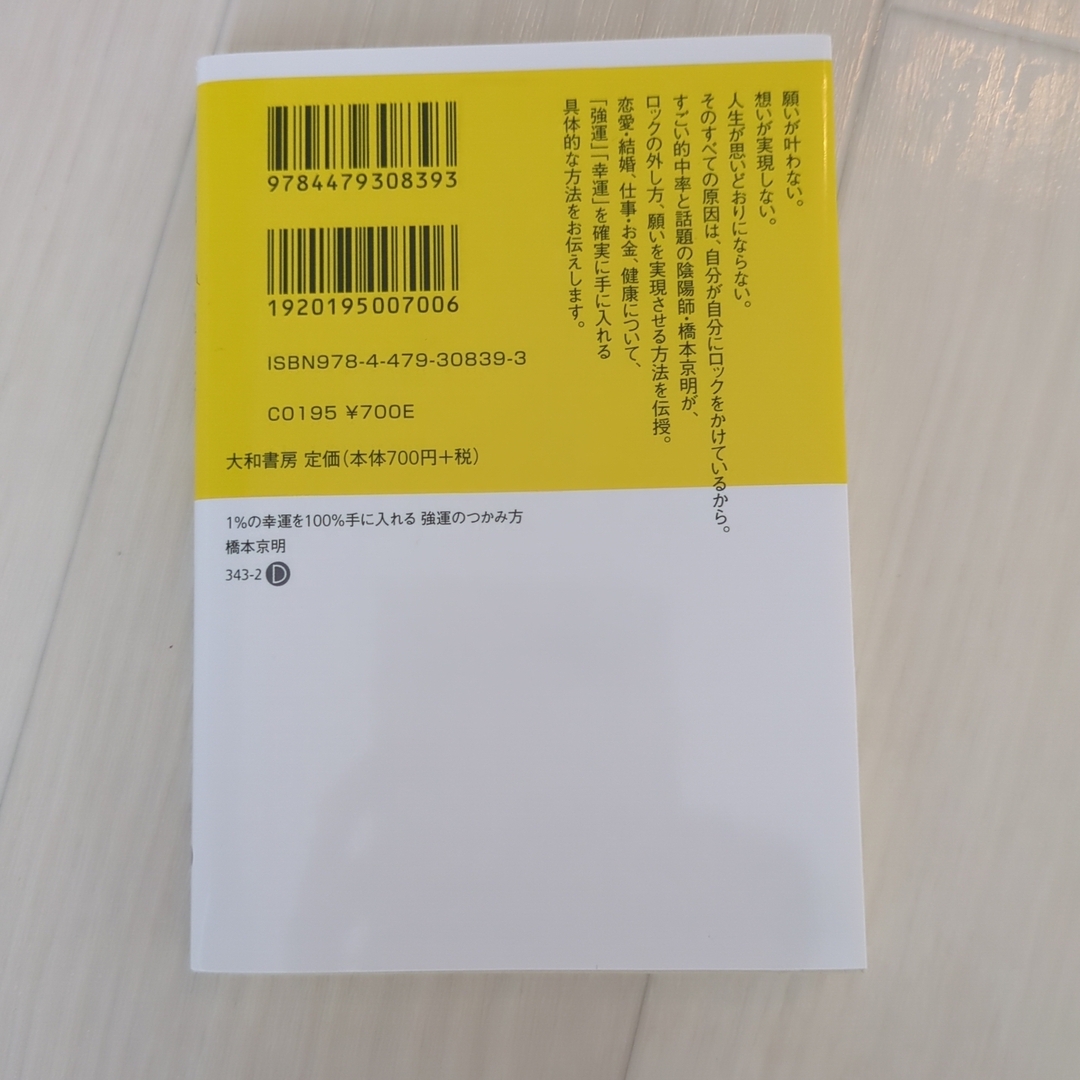 願いが叶わない。
想いが実現しない。
人生が思いどおりにならない。
そのすべての原因は、自分が自分にロックをかけているから。
すごい的中率と話題の陰陽師・橋本京明が、
ロックの外し方、願いを実現させる方法を伝授。
恋愛・結婚、仕事・お金、健康について、
「強運」「幸運」を確実に手に入れる
具体的な方法をお伝えします。
9784479308393
1920195007006
ISBN978-4-479-30839-3
C0195 ¥700E
大和書房 定価(本体700円+税)
1%の幸運を100%手に入れる 強運のつかみ方
橋本京明
343-2 D